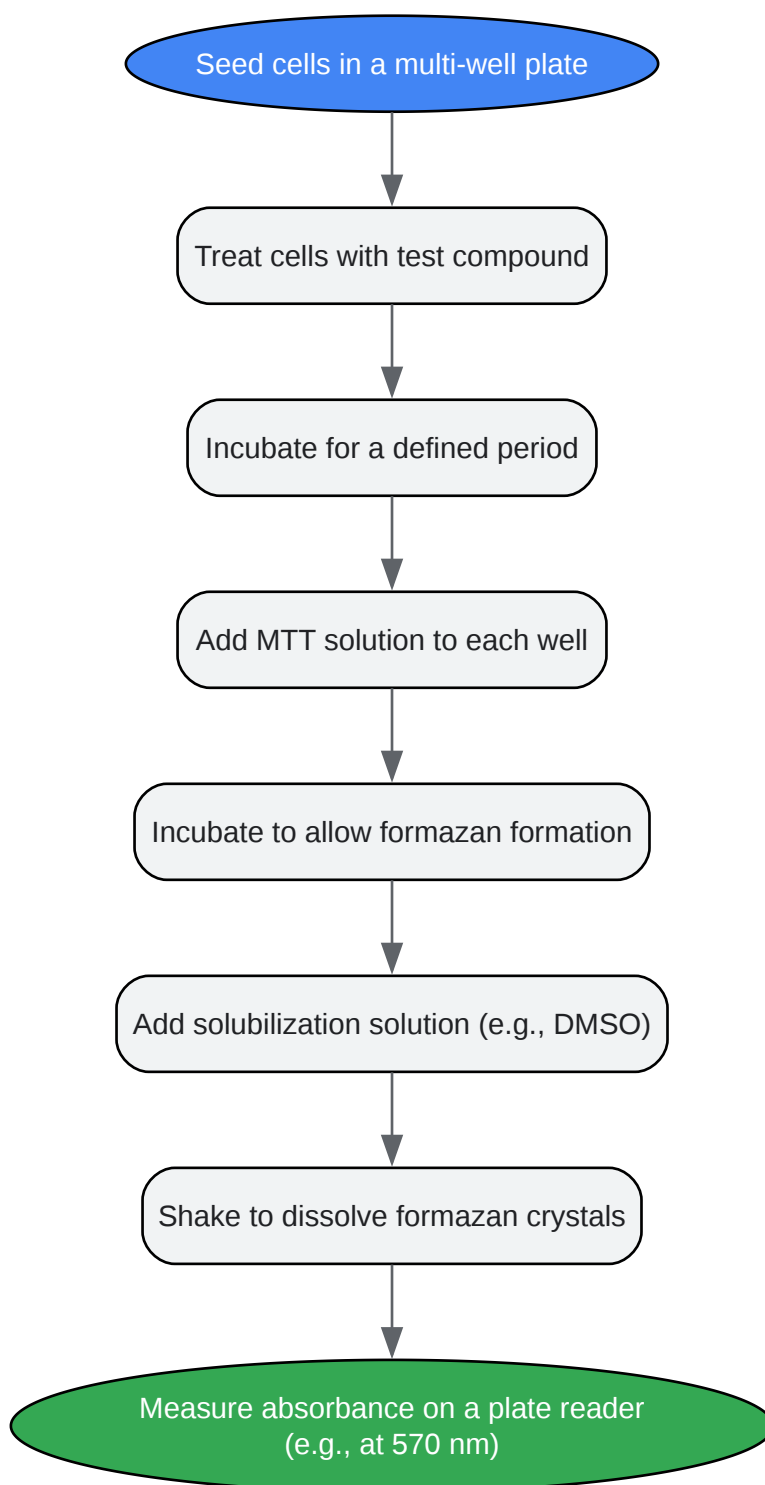 Seed cells in a multi-well plate
Treat cells with test compound
Incubate for a defined period
Add MTT solution to each well
Incubate to allow formazan formation
Add solubilization solution (e.g., DMSO)
Shake to dissolve formazan crystals
Measure absorbance on a plate reader
(e.g., at 570 nm)